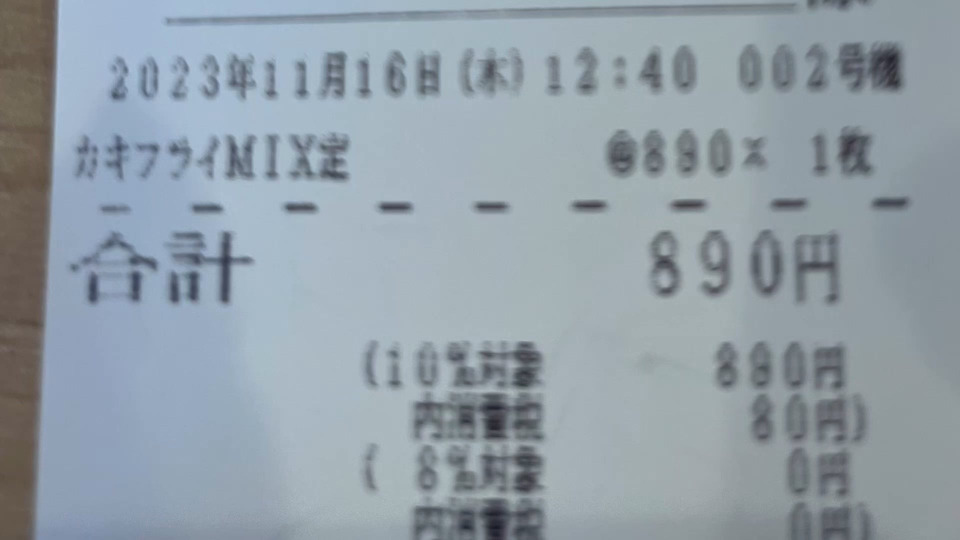 2023年11月16日(木)12:40 002号機
カキフライMIX定 @890× 1枚
合計 890円
(10%対象 890円
内消費税 80円)
( 8%対象 0円
内消費税 0円)